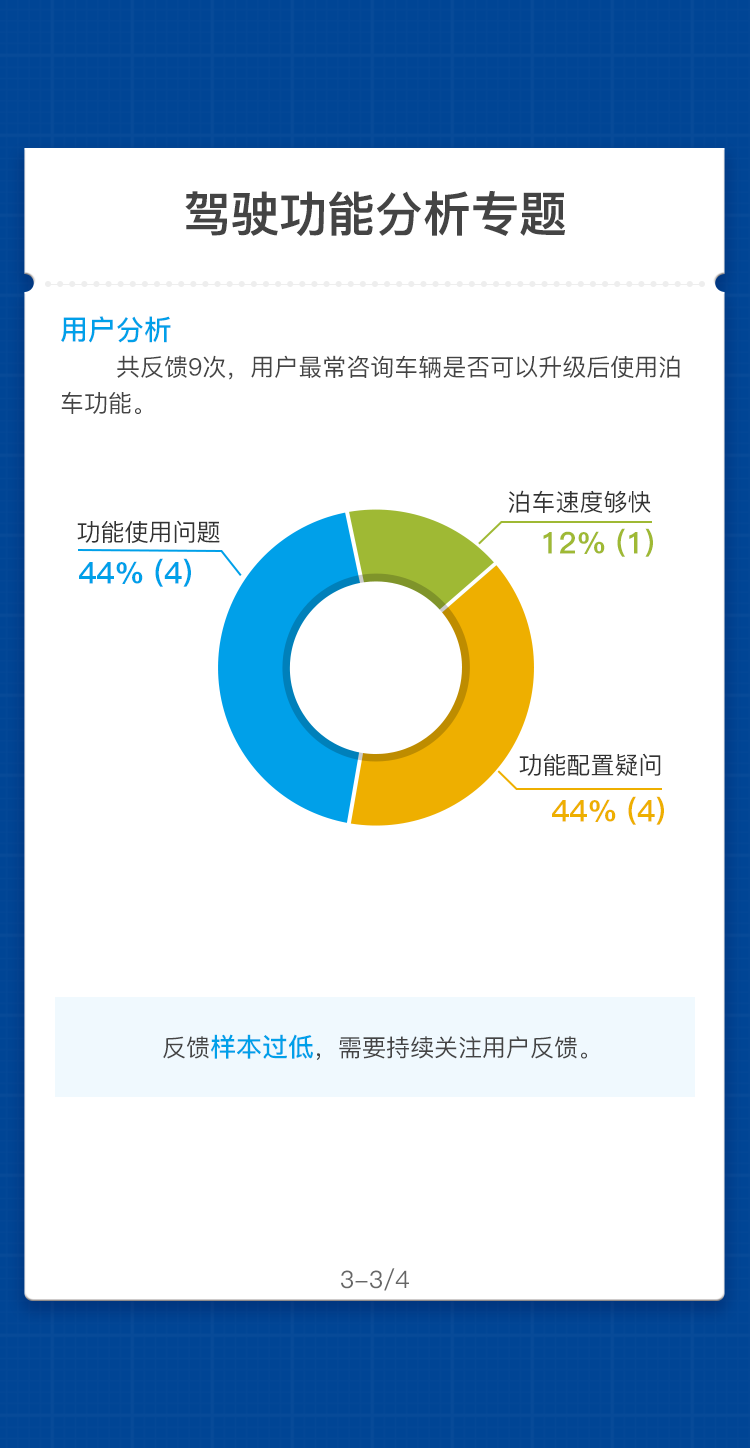 驾驶功能分析专题
用户分析
共反馈9次，用户最常咨询车辆是否可以升级后使用泊
车功能。
泊车速度够快
12% (1)
功能使用问题
44% (4)
功能配置疑问
44% (4)
反馈样本过低，需要持续关注用户反馈。
3-3/4